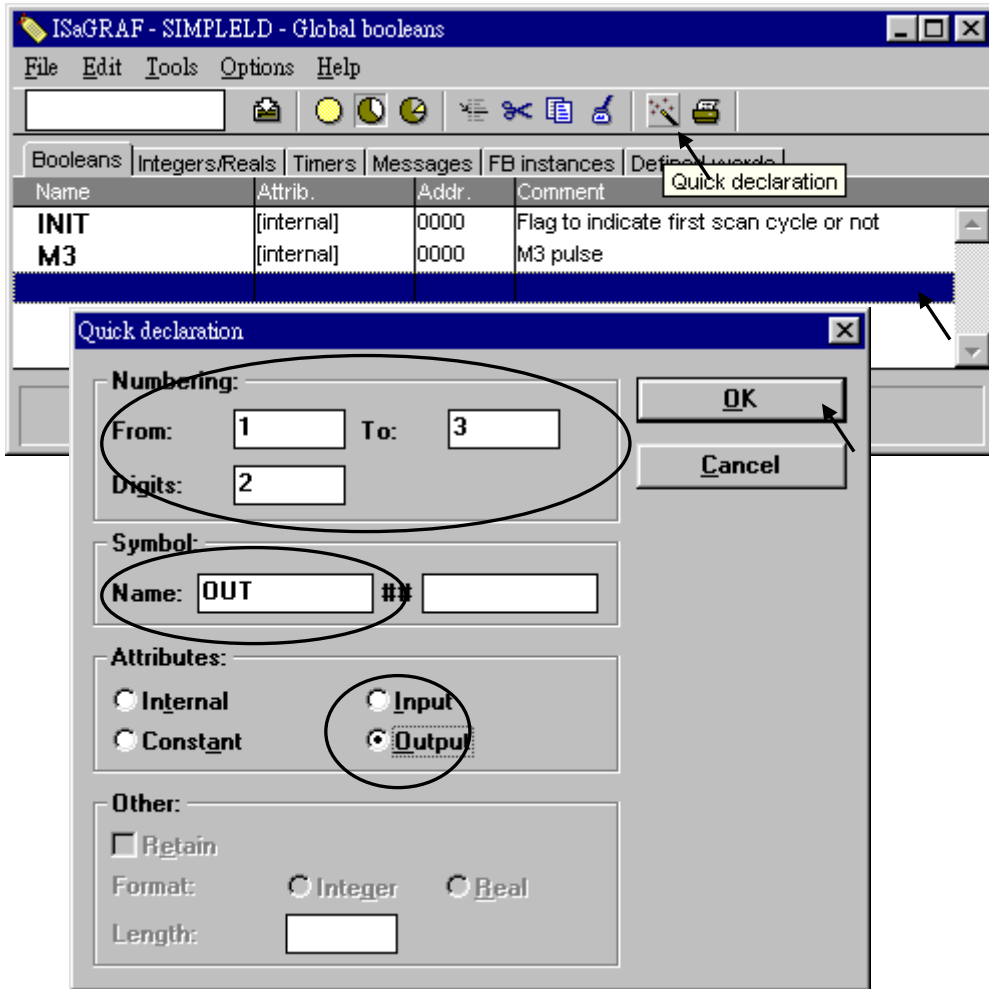 ISaGRAF - SIMPLELD - Global booleans
File Edit Tools Options Help
Booleans Integers/Reals Timers Messages FB instances Defined words
Quick declaration
Name Attrib. Addr. Comment
INIT [internal] 0000 Flag to indicate first scan cycle or not
M3 [internal] 0000 M3 pulse
Quick declaration
Numbering:
From: 1 To: 3
Digits: 2
OK
Cancel
Symbol:
Name: OUT ##
Attributes:
Internal Input
Constant Output
Other:
Retain
Format: Integer Real
Length: